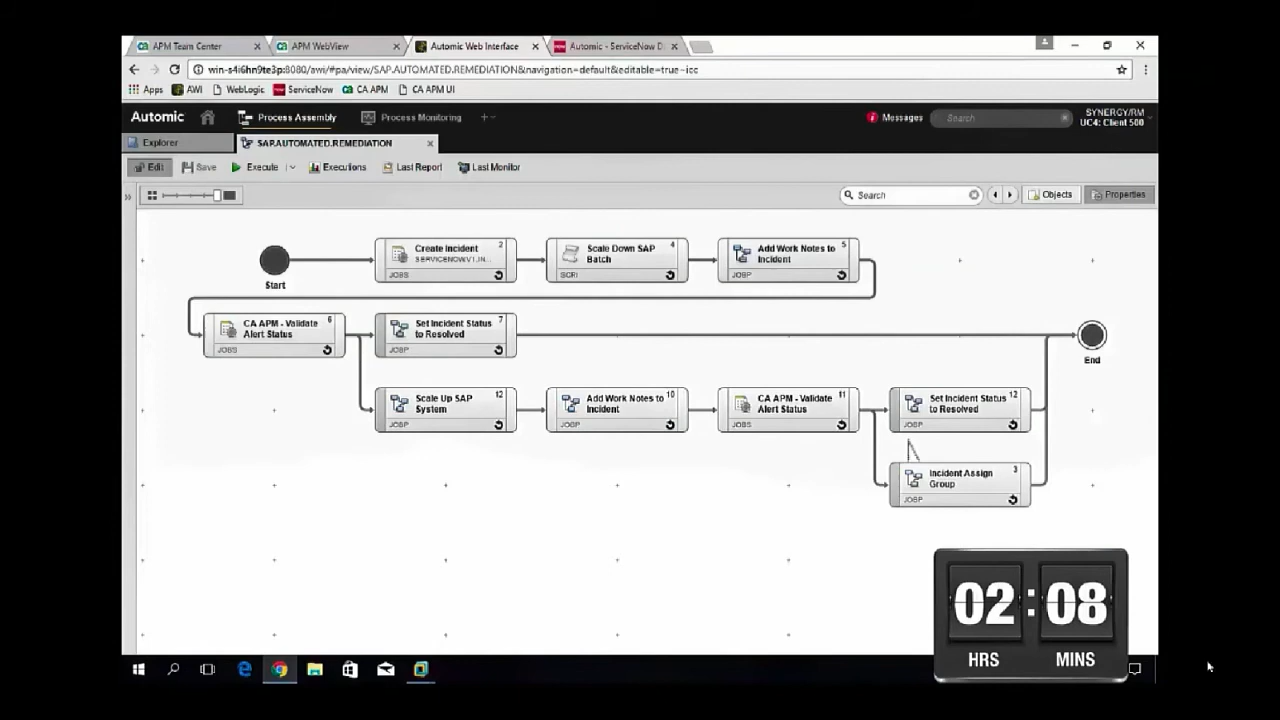 APM Team Center
APM WebView
Automic Web Interface
Automic - ServiceNow D
win-s4i6hn9te3p:8080/awi/#pa/view/SAP.AUTOMATED.REMEDIATION&navigation=default&editable=true~icc
Apps
AWI
WebLogic
ServiceNow
CA APM
CA APM UI
Automic
Process Assembly
Process Monitoring
Messages
Search
SYNERGY/RM
UC4: Client 500
Explorer
SAP.AUTOMATED.REMEDIATION
Edit
Save
Execute
Executions
Last Report
Last Monitor
Search
Objects
Properties
Start
Create Incident 2
SERVICENOWV1.IN...
JOBS
Scale Down SAP 4
Batch
SCRI
Add Work Notes to 5
Incident
JOBP
CA APM - Validate 6
Alert Status
JOBS
Set Incident Status 7
to Resolved
JOBP
End
Scale Up SAP 12
System
JOBP
Add Work Notes to 10
Incident
JOBP
CA APM - Validate 11
Alert Status
JOBS
Set Incident Status 12
to Resolved
JOBP
Incident Assign 3
Group
JOBP
02:08
HRS MINS